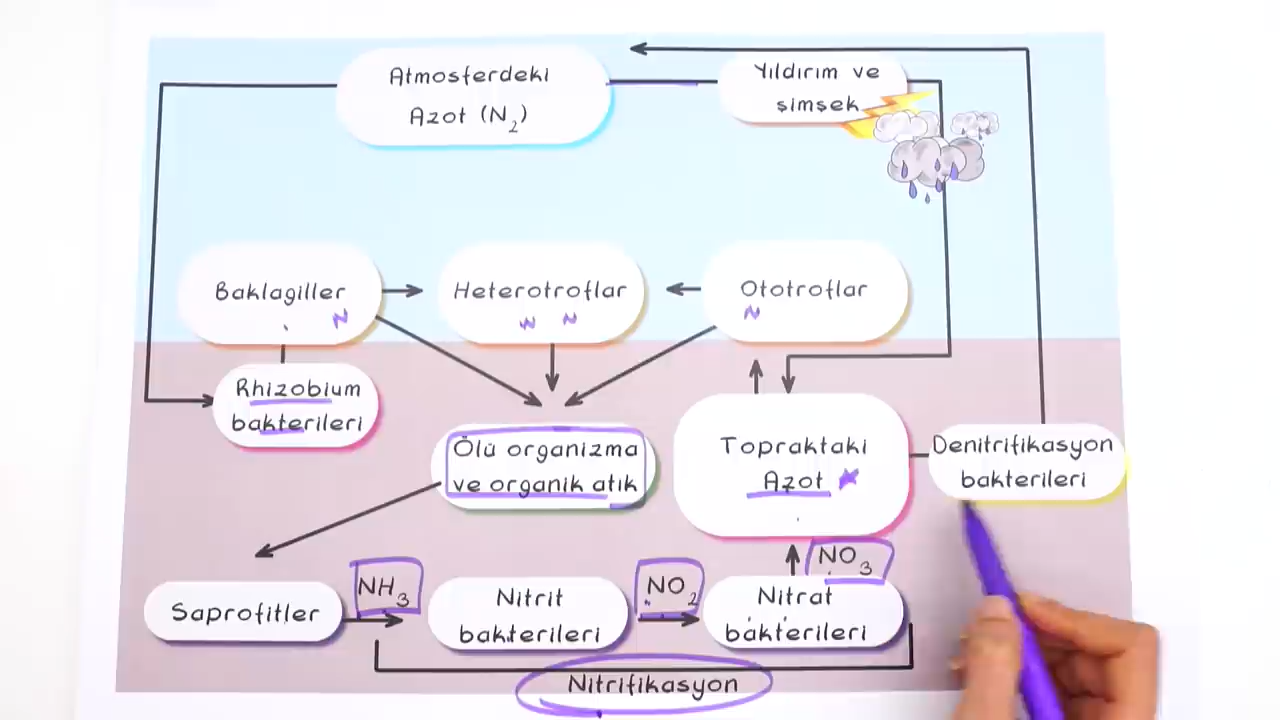 Atmosferdeki
Azot (N2)
Yıldırım ve
şimşek
Baklagiller
N
Heterotroflar
N N
Ototroflar
N
Rhizobium
bakterileri
Ölü organizma
ve organik atık
Topraktaki
Azot
Denitrifikasyon
bakterileri
Saprofitler
NH3
Nitrit
bakterileri
NO2
Nitrat
bakterileri
NO3
Nitrifikasyon